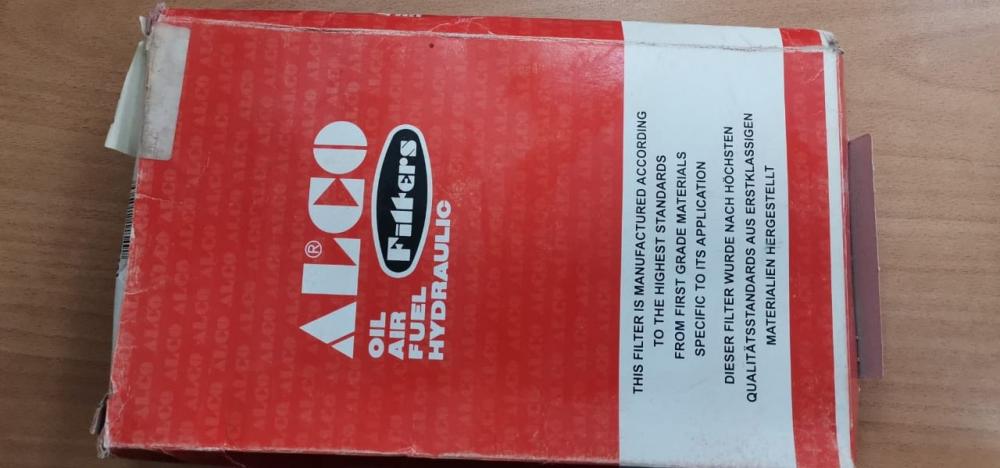 ALCO®
Filters
OIL
AIR
FUEL
HYDRAULIC
THIS FILTER IS MANUFACTURED ACCORDING
TO THE HIGHEST STANDARDS
FROM FIRST GRADE MATERIALS
SPECIFIC TO ITS APPLICATION
DIESER FILTER WURDE NACH HÖCHSTEN
QUALITÄTSSTANDARDS AUS ERSTKLASSIGEN
MATERIALIEN HERGESTELLT